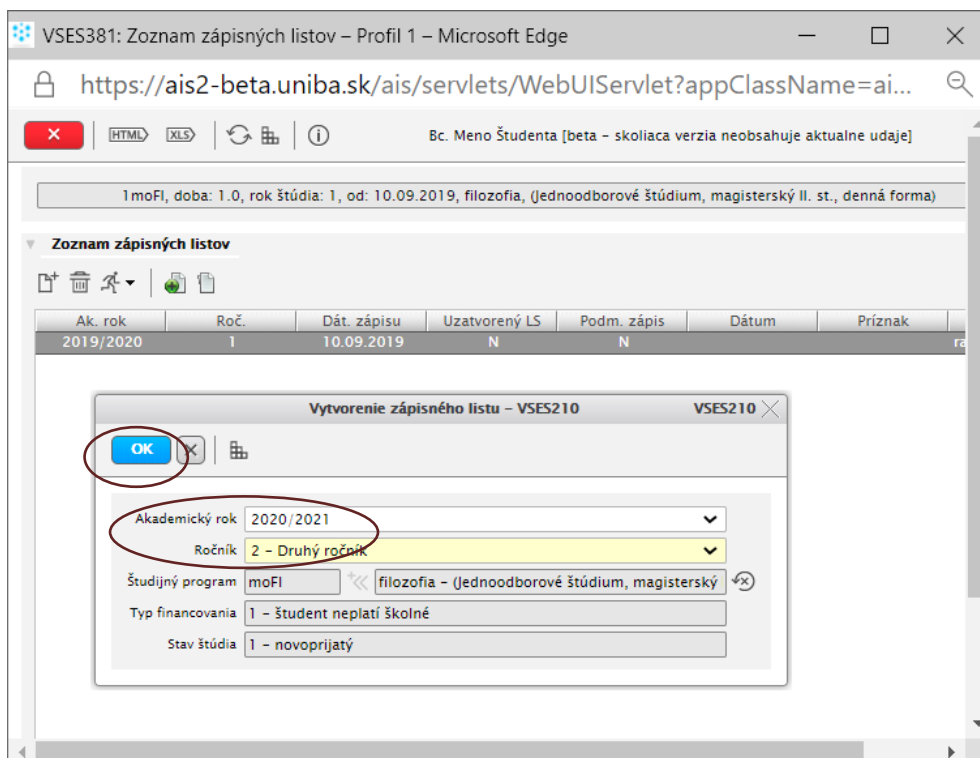 VSES381: Zoznam zápisných listov – Profil 1 – Microsoft Edge
https://ais2-beta.uniba.sk/ais/servlets/WebUIServlet?appClassName=ai...
HTML XLS Bc. Meno Študenta [beta – skoliaca verzia neobsahuje aktualne udaje]
1moFI, doba: 1.0, rok štúdia: 1, od: 10.09.2019, filozofia, (Jednoodborové štúdium, magisterský II. st., denná forma)
Zoznam zápisných listov
Ak. rok Roč. Dát. zápisu Uzatvorený LS Podm. zápis Dátum Príznak
2019/2020 1 10.09.2019 N N ra
Vytvorenie zápisného listu – VSES210 VSES210
OK
Akademický rok 2020/2021
Ročník 2 – Druhý ročník
Študijný program moFI filozofia – (Jednoodborové štúdium, magisterský
Typ financovania 1 – študent neplatí školné
Stav štúdia 1 – novoprijatý